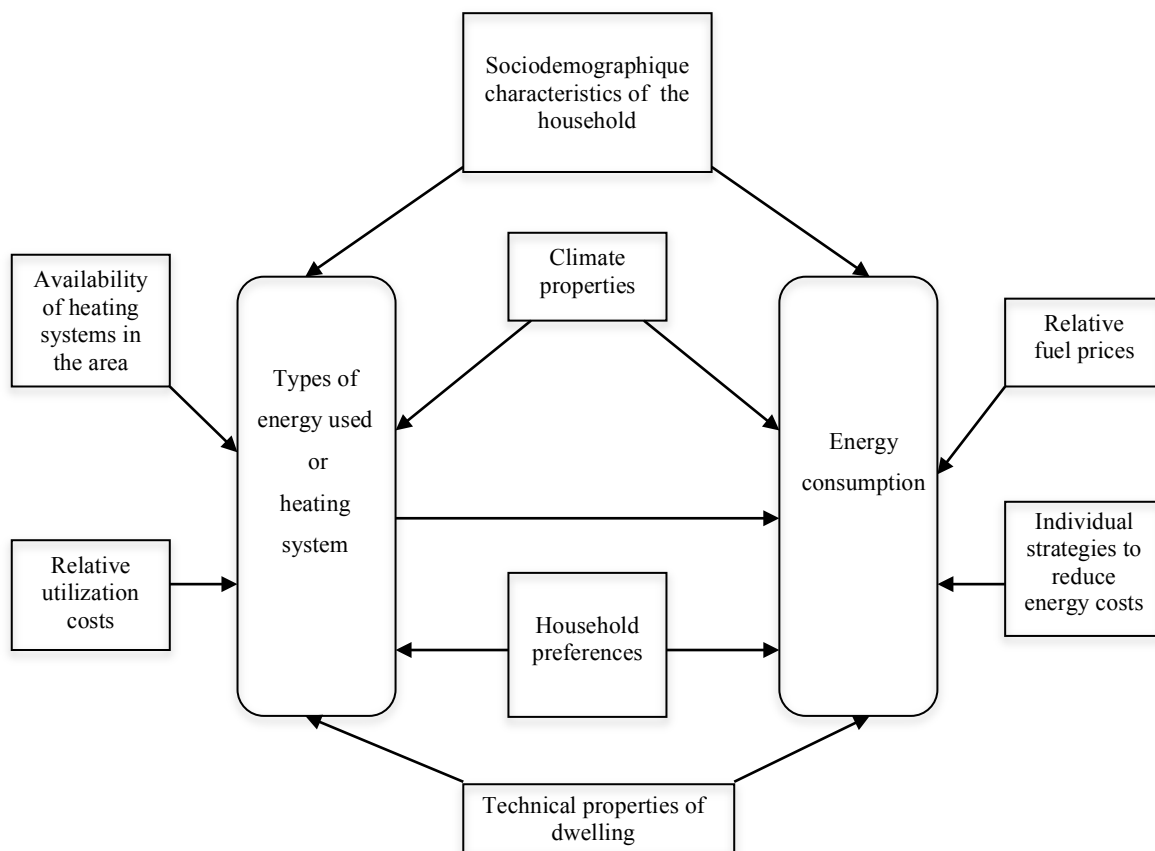 Sociodemographique
characteristics of the
household
Climate
properties
Availability
of heating
systems in
the area
Relative
fuel prices
Types of
energy used
or
heating
system
Energy
consumption
Relative
utilization
costs
Individual
strategies to
reduce
energy costs
Household
preferences
Technical properties of
dwelling